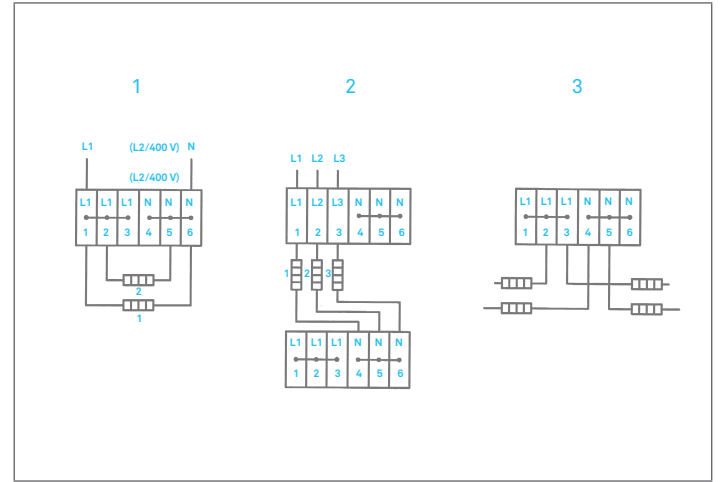 1 2 3
L1 (L2/400 V) N
(L2/400 V)
L1 L1 L1 N N N
1 2 3 4 5 6
2
1
L1 L2 L3
L1 L2 L3 N N N
1 2 3 4 5 6
1 2 3
L1 L1 L1 N N N
1 2 3 4 5 6
L1 L1 L1 N N N
1 2 3 4 5 6